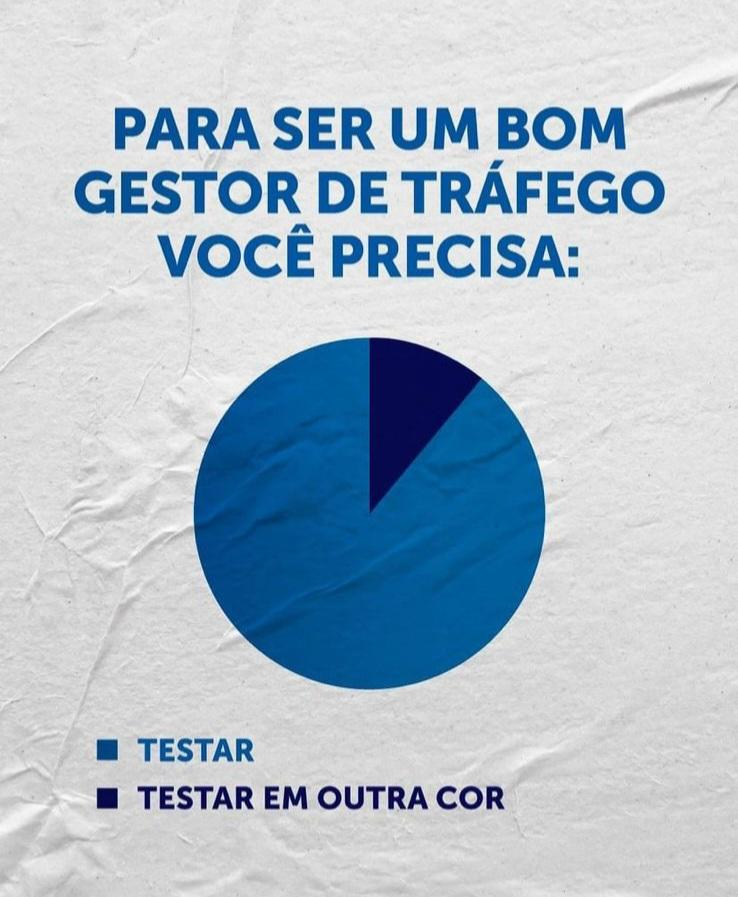 PARA SER UM BOM
GESTOR DE TRÁFEGO
VOCÊ PRECISA:
TESTAR
TESTAR EM OUTRA COR